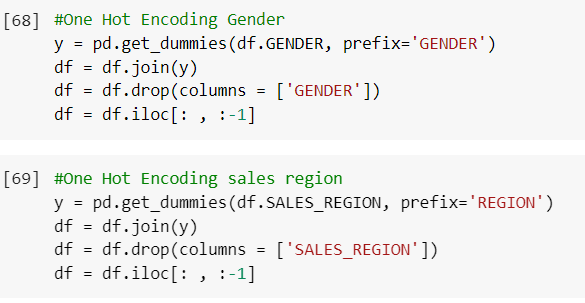 [68] #One Hot Encoding Gender
y = pd.get_dummies(df.GENDER, prefix='GENDER')
df = df.join(y)
df = df.drop(columns = ['GENDER'])
df = df.iloc[: , :-1]
[69] #One Hot Encoding sales region
y = pd.get_dummies(df.SALES_REGION, prefix='REGION')
df = df.join(y)
df = df.drop(columns = ['SALES_REGION'])
df = df.iloc[: , :-1]